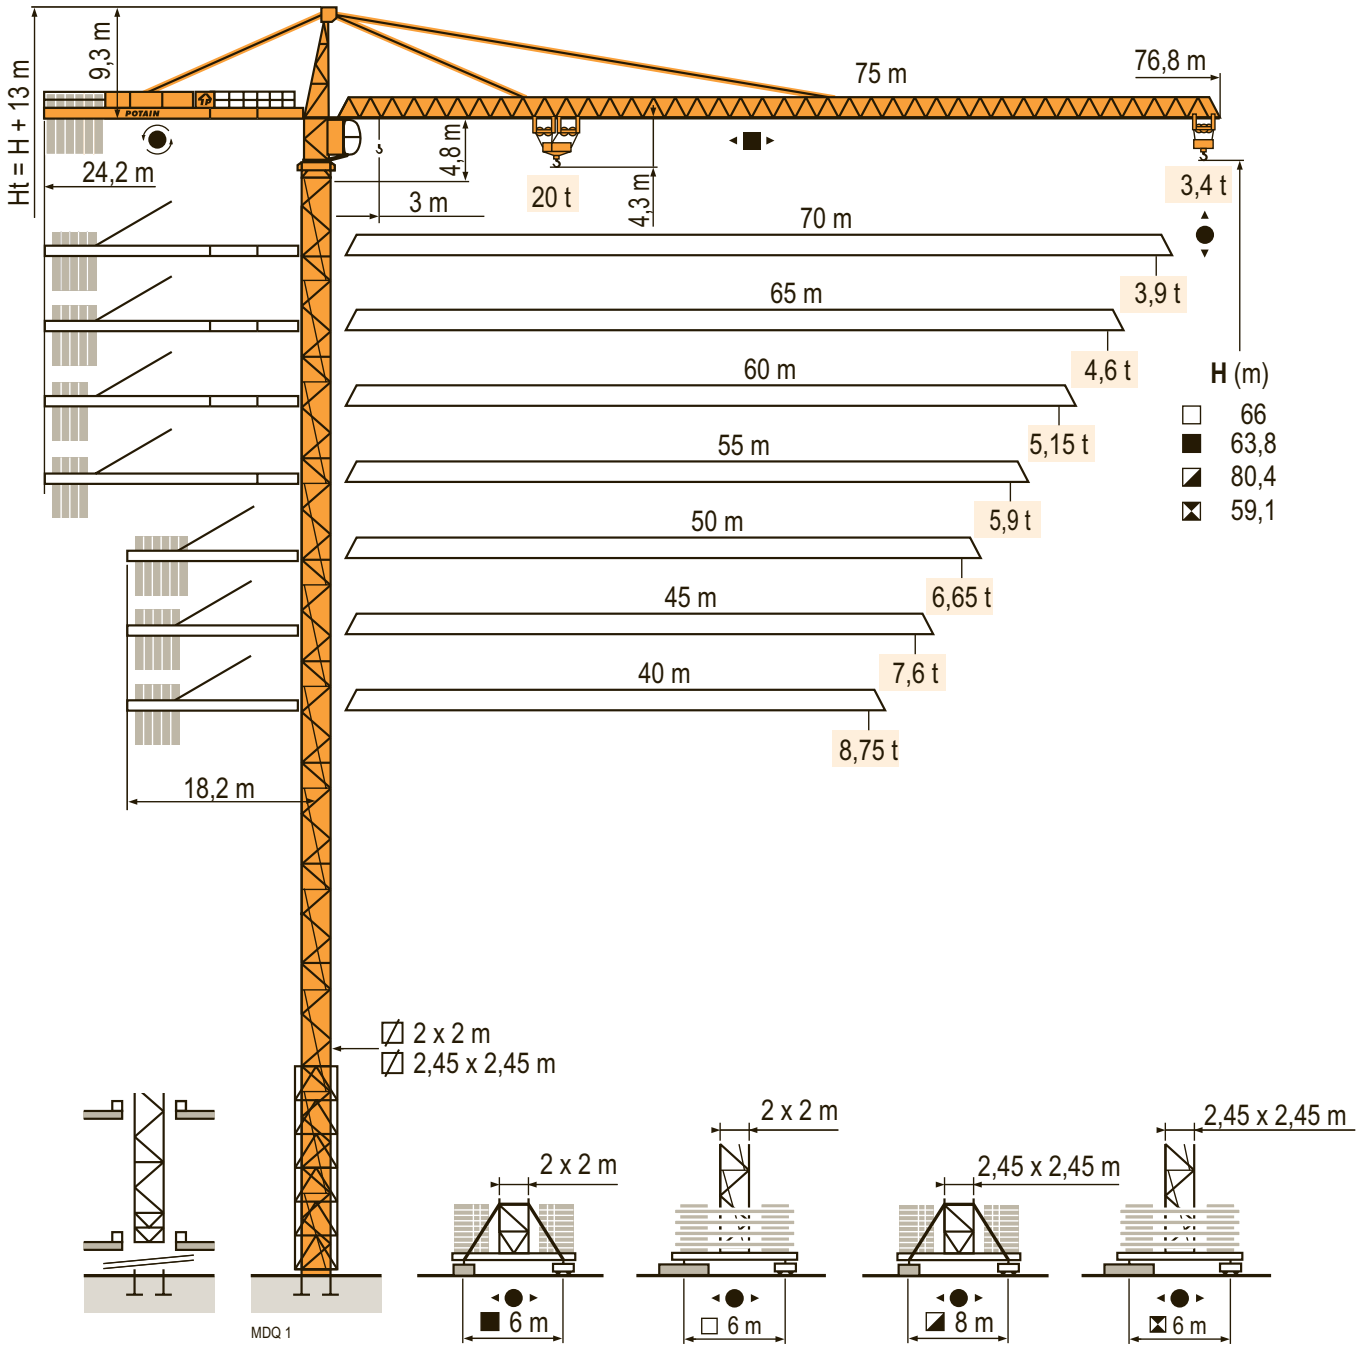 Ht = H + 13 m
9,3 m
75 m
76,8 m
POTAIN
24,2 m
4,8 m
3 m
20 t
4,3 m
3,4 t
70 m
3,9 t
65 m
4,6 t
60 m
5,15 t
55 m
5,9 t
50 m
6,65 t
45 m
7,6 t
40 m
8,75 t
H (m)
66
63,8
80,4
59,1
18,2 m
2 x 2 m
2,45 x 2,45 m
2 x 2 m
2 x 2 m
2,45 x 2,45 m
2,45 x 2,45 m
6 m
6 m
8 m
6 m
MDQ 1